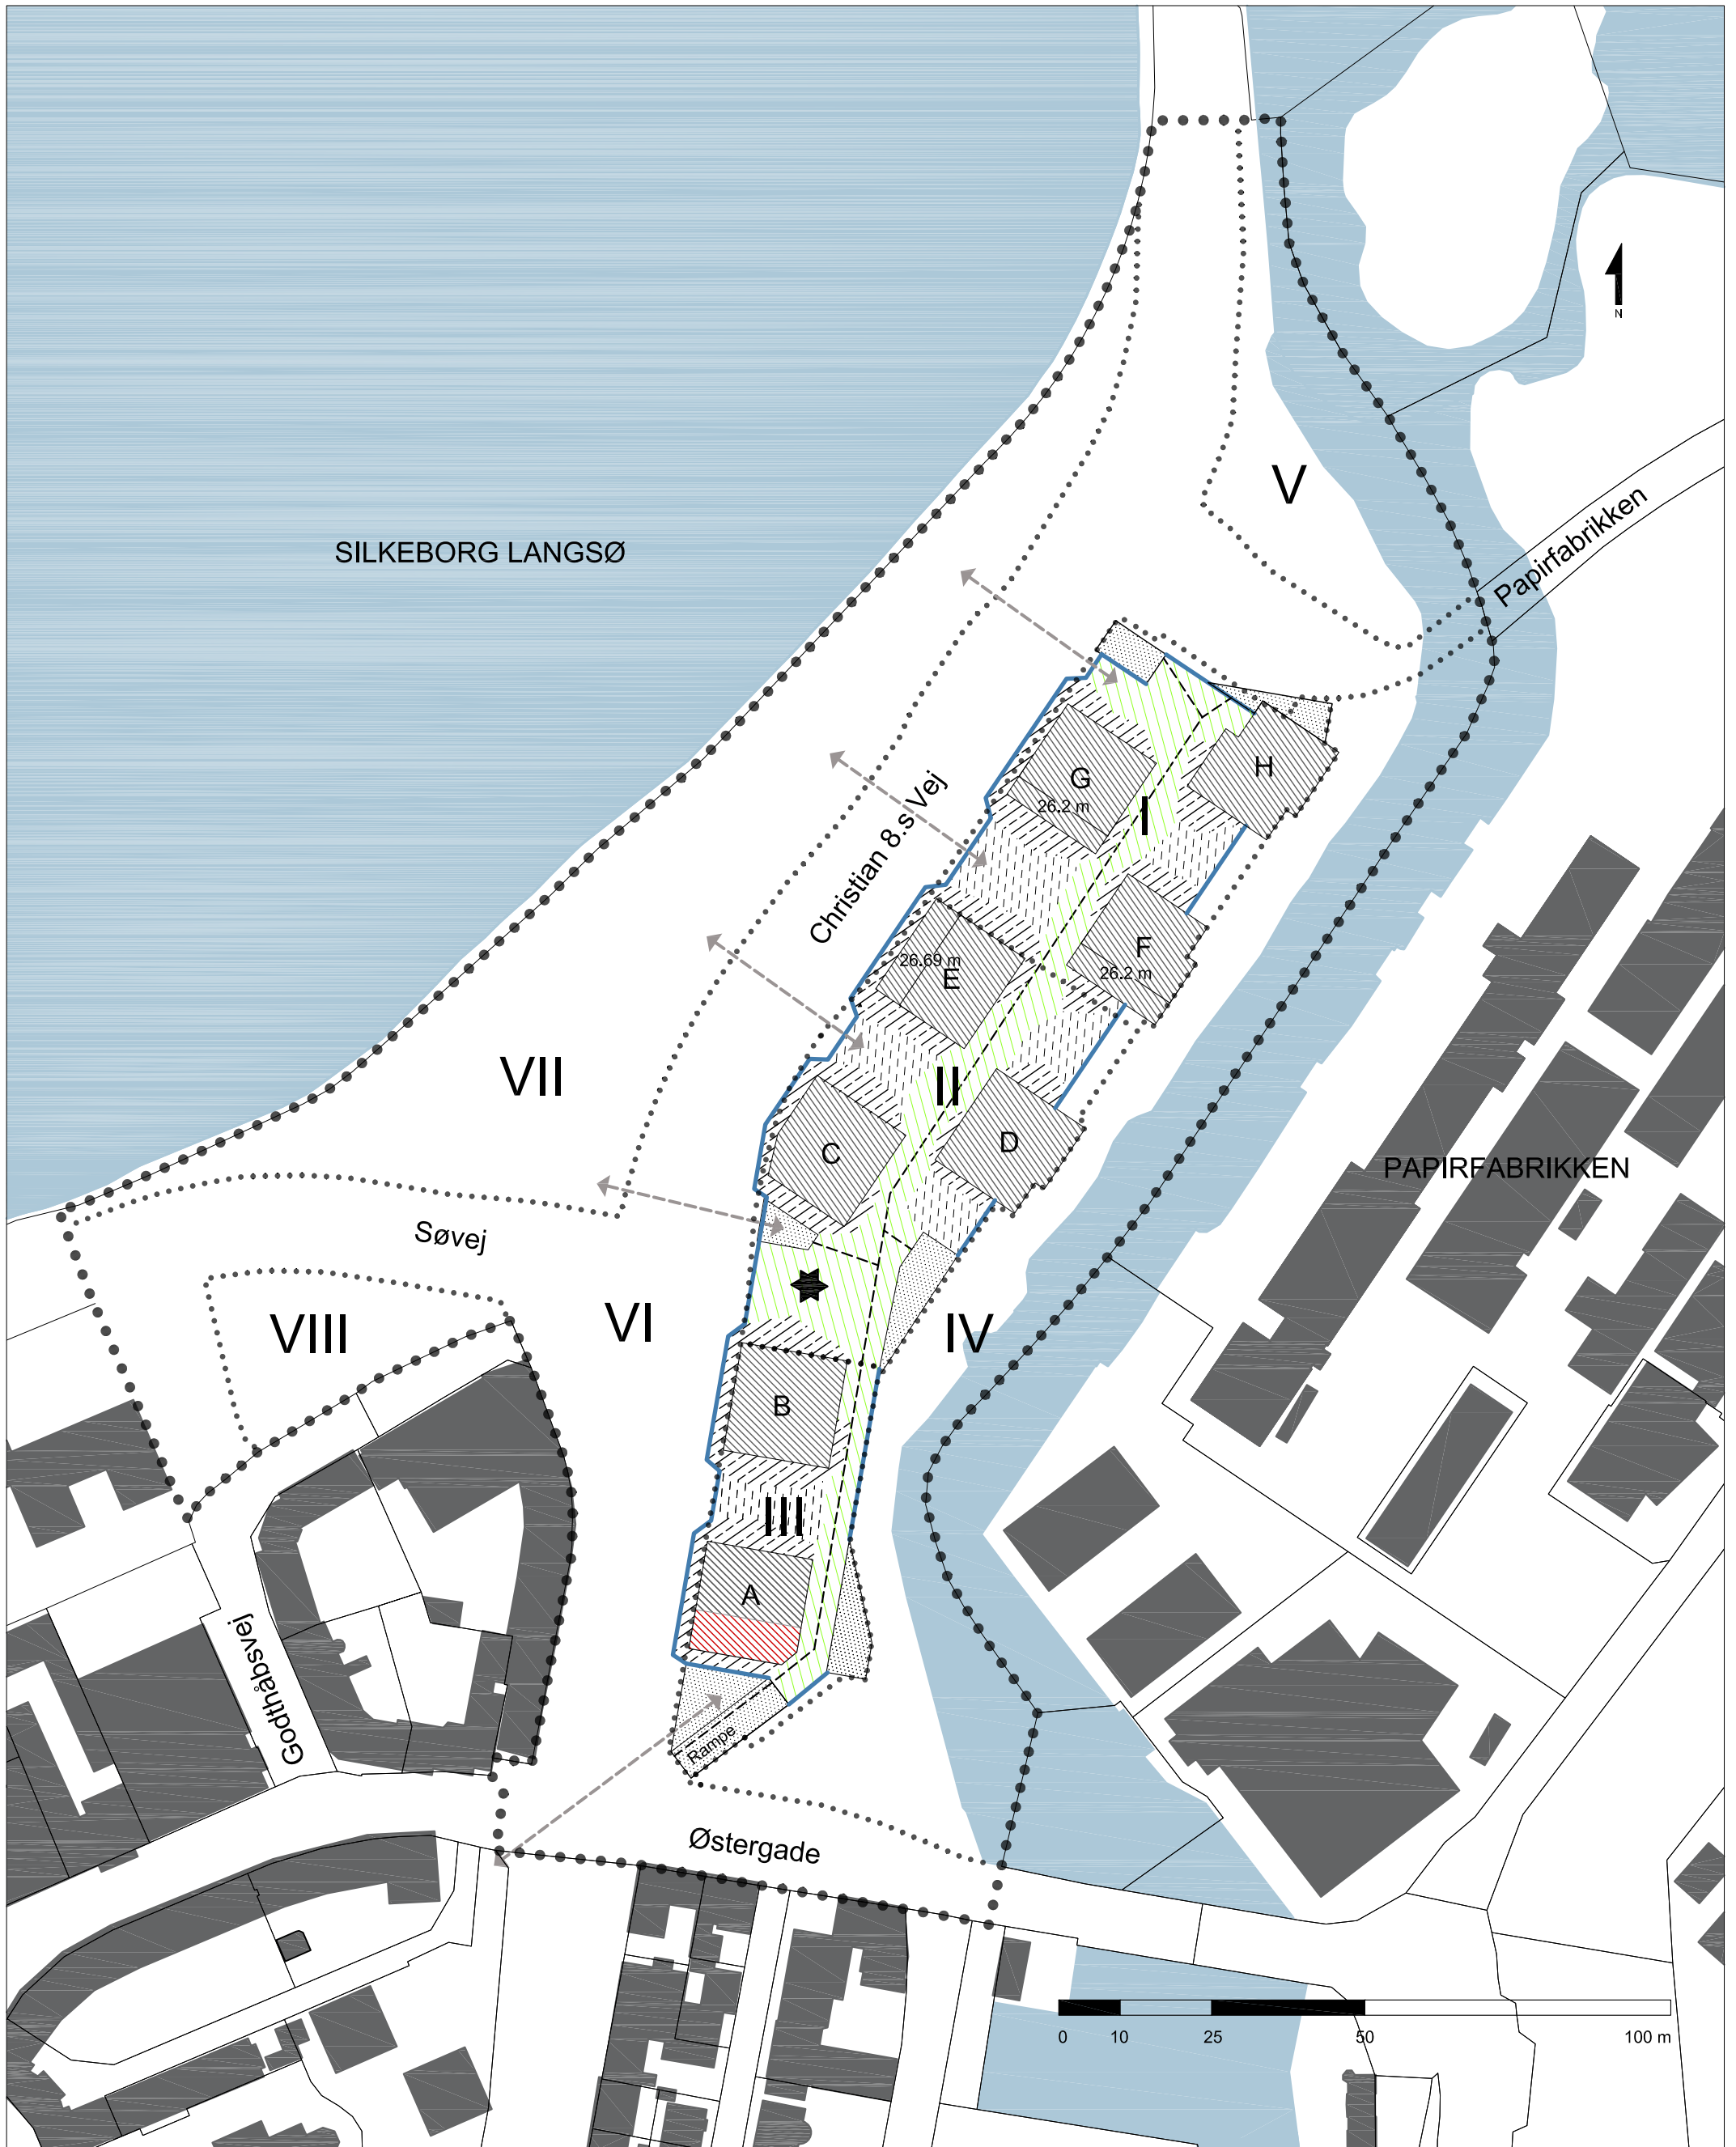 N
V
SILKEBORG LANGSØ
Papirfabrikken
G
26.2 m
H
I
Christian 8.s Vej
F
26.2 m
26.69 m
E
VII
II
C
D
PAPIRFABRIKKEN
Søvej
VIII
VI
IV
B
III
A
Godthåbsvej
Rampe
Østergade
0 10 25 50 100 m